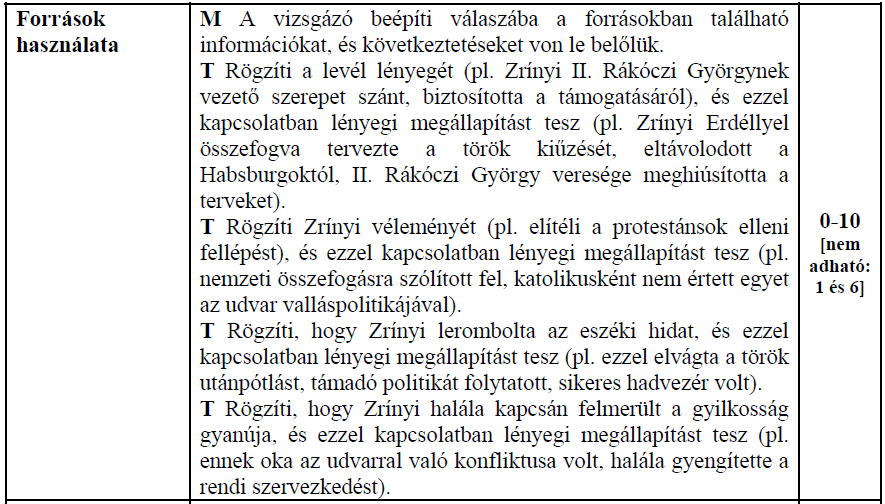 Források
használata
M A vizsgázó beépíti válaszába a forrásokban található
információkat, és következtetéseket von le belőlük.
T Rögzíti a levél lényegét (pl. Zrínyi II. Rákóczi Györgynek
vezető szerepet szánt, biztosította a támogatásáról), és ezzel
kapcsolatban lényegi megállapítást tesz (pl. Zrínyi Erdéllyel
összefogva tervezte a török kiűzését, eltávolodott a
Habsburgoktól, II. Rákóczi György veresége meghiúsította a
terveket).
T Rögzíti Zrínyi véleményét (pl. elítéli a protestánsok elleni
fellépést), és ezzel kapcsolatban lényegi megállapítást tesz (pl.
nemzeti összefogásra szólított fel, katolikusként nem értett egyet
az udvar valláspolitikájával).
T Rögzíti, hogy Zrínyi lerombolta az eszéki hidat, és ezzel
kapcsolatban lényegi megállapítást tesz (pl. ezzel elvágta a török
utánpótlást, támadó politikát folytatott, sikeres hadvezér volt).
T Rögzíti, hogy Zrínyi halála kapcsán felmerült a gyilkosság
gyanúja, és ezzel kapcsolatban lényegi megállapítást tesz (pl.
ennek oka az udvarral való konfliktusa volt, halála gyengítette a
rendi szervezkedést).
0-10
[nem
adható:
1 és 6]